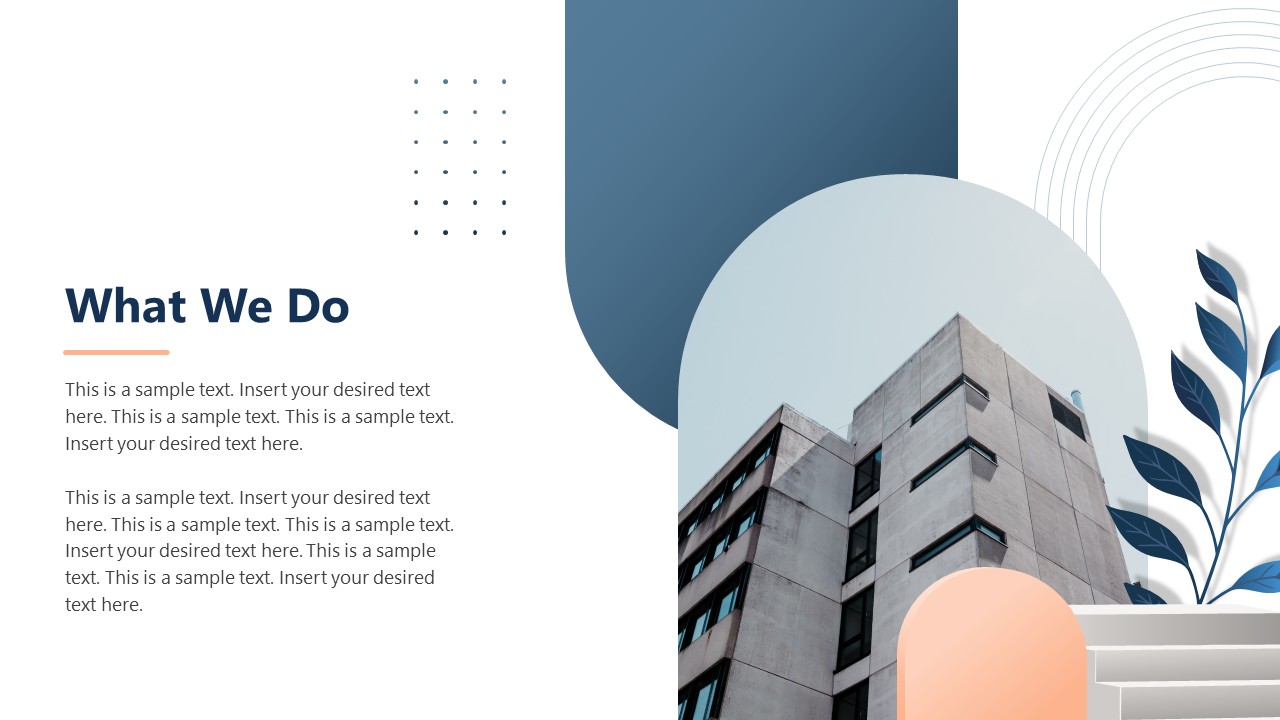 What We Do
This is a sample text. Insert your desired text
here. This is a sample text. This is a sample text.
Insert your desired text here.
This is a sample text. Insert your desired text
here. This is a sample text. This is a sample text.
Insert your desired text here. This is a sample
text. This is a sample text. Insert your desired
text here.